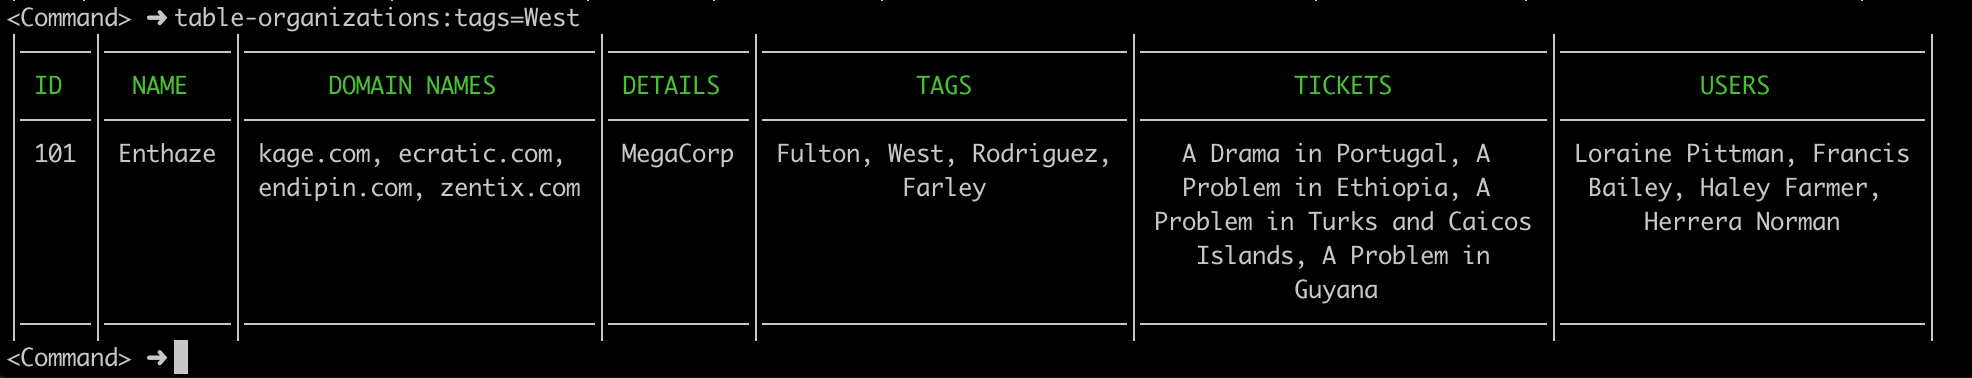 <Command> ➜ table-organizations:tags=West
ID NAME DOMAIN NAMES DETAILS TAGS TICKETS USERS
101 Enthaze kage.com, ecratic.com, MegaCorp Fulton, West, Rodriguez, A Drama in Portugal, A Loraine Pittman, Francis
endipin.com, zentix.com Farley Problem in Ethiopia, A Bailey, Haley Farmer,
Problem in Turks and Caicos Herrera Norman
Islands, A Problem in
Guyana
<Command> ➜